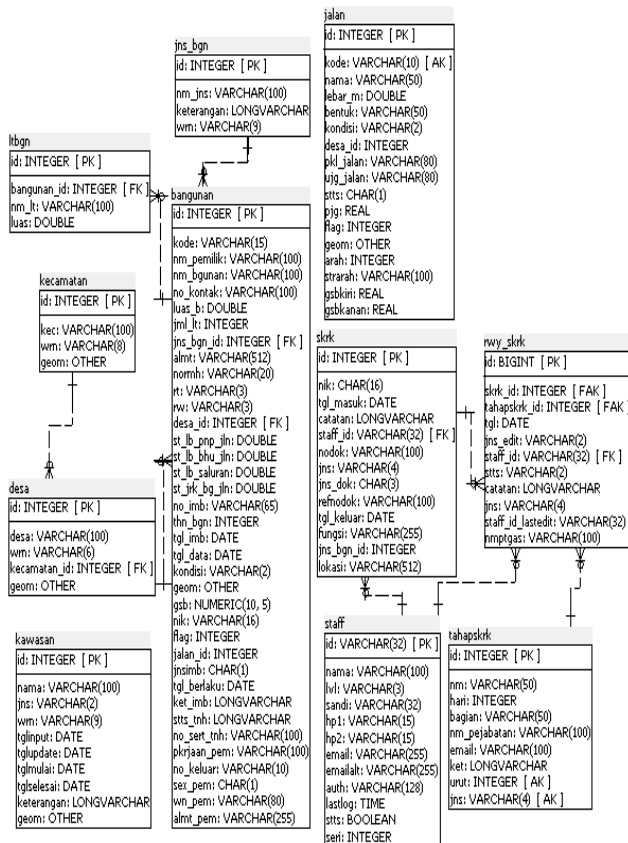 jalan
id: INTEGER [ PK ]
kode: VARCHAR(10) [ AK ]
nama: VARCHAR(50)
lebar_m: DOUBLE
bentuk: VARCHAR(50)
kondisi: VARCHAR(2)
desa_id: INTEGER
pkl_jalan: VARCHAR(80)
ujg_jalan: VARCHAR(80)
stts: CHAR(1)
pjg: REAL
flag: INTEGER
geom: OTHER
arah: INTEGER
strarah: VARCHAR(100)
gsbkiri: REAL
gsbkanan: REAL
jns_bgn
id: INTEGER [ PK ]
nm_jns: VARCHAR(100)
keterangan: LONGVARCHAR
wrn: VARCHAR(9)
ltbgn
id: INTEGER [ PK ]
bangunan_id: INTEGER [ FK ]
nm_lt: VARCHAR(100)
luas: DOUBLE
bangunan
id: INTEGER [ PK ]
kode: VARCHAR(15)
nm_pemilik: VARCHAR(100)
nm_bgunan: VARCHAR(100)
no_kontak: VARCHAR(100)
luas_b: DOUBLE
jml_lt: INTEGER
jns_bgn_id: INTEGER [ FK ]
almt: VARCHAR(512)
normh: VARCHAR(20)
rt: VARCHAR(3)
rw: VARCHAR(3)
desa_id: INTEGER [ FK ]
st_lb_pnp_jln: DOUBLE
st_lb_bhu_jln: DOUBLE
st_lb_saluran: DOUBLE
st_jrk_bg_jln: DOUBLE
no_imb: VARCHAR(65)
thn_bgn: INTEGER
tgl_imb: DATE
tgl_data: DATE
kondisi: VARCHAR(2)
geom: OTHER
gsb: NUMERIC(10, 5)
nik: VARCHAR(16)
flag: INTEGER
jalan_id: INTEGER
jnsimb: CHAR(1)
tgl_berlaku: DATE
ket_imb: LONGVARCHAR
stts_tnh: LONGVARCHAR
no_sert_tnh: VARCHAR(100)
pkrjaan_pem: VARCHAR(100)
no_keluar: VARCHAR(10)
sex_pem: CHAR(1)
wn_pem: VARCHAR(80)
almt_pem: VARCHAR(255)
kecamatan
id: INTEGER [ PK ]
kec: VARCHAR(100)
wrn: VARCHAR(8)
geom: OTHER
desa
id: INTEGER [ PK ]
desa: VARCHAR(100)
wrn: VARCHAR(6)
kecamatan_id: INTEGER [ FK ]
geom: OTHER
kawasan
id: INTEGER [ PK ]
nama: VARCHAR(100)
jns: VARCHAR(2)
wrn: VARCHAR(9)
tglinput: DATE
tglupdate: DATE
tglmulai: DATE
tglselesai: DATE
keterangan: LONGVARCHAR
geom: OTHER
skrk
id: INTEGER [ PK ]
nik: CHAR(16)
tgl_masuk: DATE
catatan: LONGVARCHAR
staff_id: VARCHAR(32) [ FK ]
nodok: VARCHAR(100)
jns: VARCHAR(4)
jns_dok: CHAR(3)
refnodok: VARCHAR(100)
tgl_keluar: DATE
fungsi: VARCHAR(255)
jns_bgn_id: INTEGER
lokasi: VARCHAR(512)
rwy_skrk
id: BIGINT [ PK ]
skrk_id: INTEGER [ FAK ]
tahapskrk_id: INTEGER [ FAK ]
tgl: DATE
jns_edit: VARCHAR(2)
staff_id: VARCHAR(32) [ FK ]
stts: VARCHAR(2)
catatan: LONGVARCHAR
jns: VARCHAR(4)
staff_id_lastedit: VARCHAR(32)
nmptgas: VARCHAR(100)
staff
id: VARCHAR(32) [ PK ]
nama: VARCHAR(100)
lvl: VARCHAR(3)
sandi: VARCHAR(32)
hp1: VARCHAR(15)
hp2: VARCHAR(15)
email: VARCHAR(255)
emailalt: VARCHAR(255)
auth: VARCHAR(128)
lastlog: TIME
stts: BOOLEAN
seri: INTEGER
tahapskrk
id: INTEGER [ PK ]
nm: VARCHAR(50)
hari: INTEGER
bagian: VARCHAR(50)
nm_pejabatan: VARCHAR(100)
email: VARCHAR(100)
ket: LONGVARCHAR
urut: INTEGER [ AK ]
jns: VARCHAR(4) [ AK ]